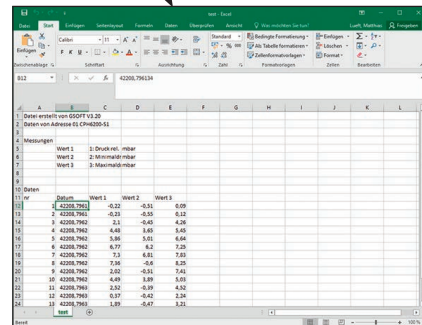 test - Excel
Luett, Matthias Freigeben
Datei Start Einfügen Seitenlayout Formeln Daten Überprüfen Ansicht Was möchten Sie tun?
Calibri 11 Standard Bedingte Formatierung Einfügen
Einfügen F K U Als Tabelle formatieren Löschen
Zellenformatvorlagen Format
Zwischenablage Schriftart Ausrichtung Zahl Formatvorlagen Zellen Bearbeiten
B12 fx 42208,796134
A B C D E F G H I J K L
1 Datei erstellt von GSOFT V3.20
2 Daten von Adresse 01 CPH6200-S1
3
4 Messungen
5 Wert 1 1: Druck rel. mbar
6 Wert 2 2: Minimaldr mbar
7 Wert 3 3: Maximaldr mbar
8
9
10 Daten
11 nr Datum Wert 1 Wert 2 Wert 3
12 1 42208,7961 -0,22 -0,51 0,09
13 2 42208,7961 -0,23 -0,55 0,12
14 3 42208,7962 2,1 -0,45 4,26
15 4 42208,7962 4,48 3,65 5,45
16 5 42208,7962 5,86 5,01 6,64
17 6 42208,7962 6,77 6,2 7,29
18 7 42208,7962 7,3 6,81 7,83
19 8 42208,7962 7,36 -0,6 8,25
20 9 42208,7962 2,02 -0,51 7,41
21 10 42208,7962 4,49 3,89 5,03
22 11 42208,7963 2,52 -0,39 4,52
23 12 42208,7963 0,37 -0,42 2,24
24 13 42208,7963 1,89 -0,47 3,21
test
Bereit 100 %